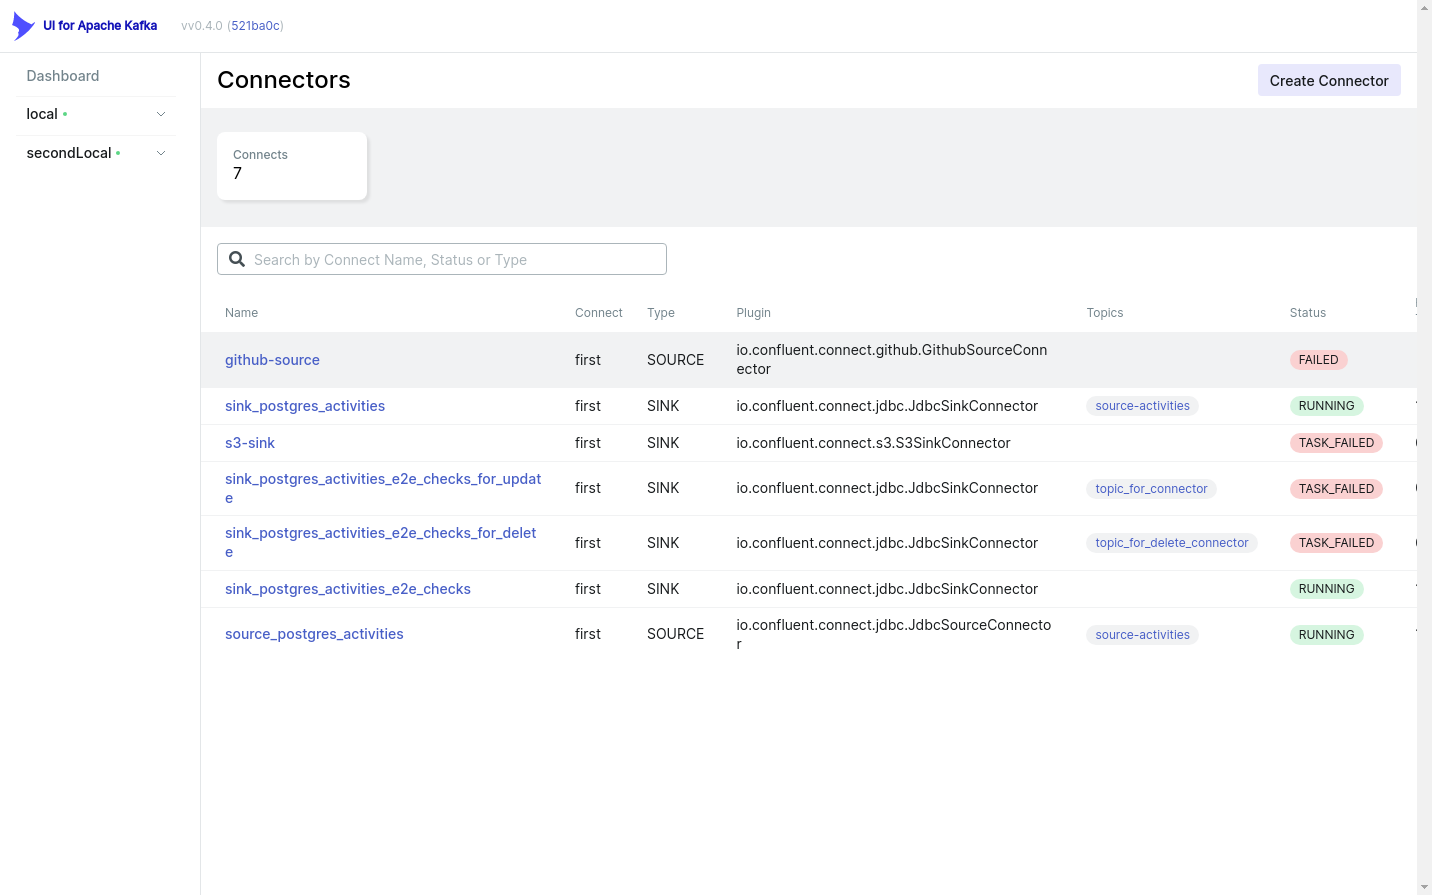 UI for Apache Kafka vv0.4.0 (521ba0c)
Dashboard
local
secondLocal
Connectors
Create Connector
Connects
7
Search by Connect Name, Status or Type
Name Connect Type Plugin Topics Status
github-source first SOURCE io.confluent.connect.github.GithubSourceConn
ector FAILED
sink_postgres_activities first SINK io.confluent.connect.jdbc.JdbcSinkConnector source-activities RUNNING
s3-sink first SINK io.confluent.connect.s3.S3SinkConnector TASK_FAILED
sink_postgres_activities_e2e_checks_for_updat
e first SINK io.confluent.connect.jdbc.JdbcSinkConnector topic_for_connector TASK_FAILED
sink_postgres_activities_e2e_checks_for_delet
e first SINK io.confluent.connect.jdbc.JdbcSinkConnector topic_for_delete_connector TASK_FAILED
sink_postgres_activities_e2e_checks first SINK io.confluent.connect.jdbc.JdbcSinkConnector RUNNING
source_postgres_activities first SOURCE io.confluent.connect.jdbc.JdbcSourceConnecto
r source-activities RUNNING